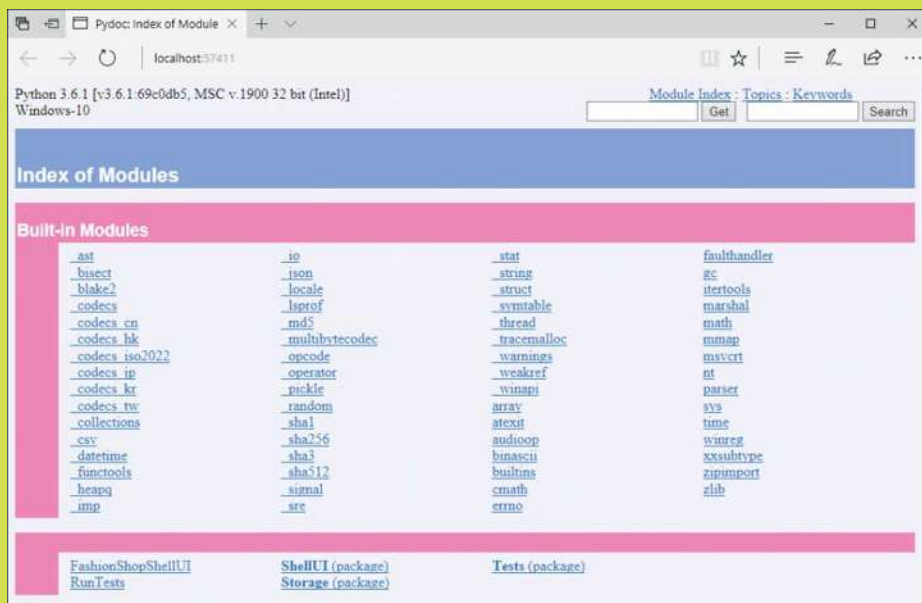 Pydoc: Index of Module
localhost:57411
Python 3.6.1 [v3.6.1:69c0db5, MSC v.1900 32 bit (Intel)]
Windows-10
Module Index : Topics : Keywords
Get
Search
Index of Modules
Built-in Modules
_ast _io _stat faulthandler
_bisect _json _string gc
_blake2 _locale _struct itertools
_codecs _lsprof _symtable marshal
_codecs_cn _md5 _thread math
_codecs_hk _multibytecodec _tracemalloc mmap
_codecs_iso2022 _opcode _warnings msvcrt
_codecs_jp _operator _weakref nt
_codecs_kr _pickle _winapi parser
_codecs_tw _random array sys
_collections _sha1 atexit time
_csv _sha256 audioop winreg
_datetime _sha3 binascii xxsubtype
_functools _sha512 builtins zipimport
_heapq _signal cmath zlib
_imp _sre errno
FashionShopShellUI ShellUI (package) Tests (package)
RunTests Storage (package)